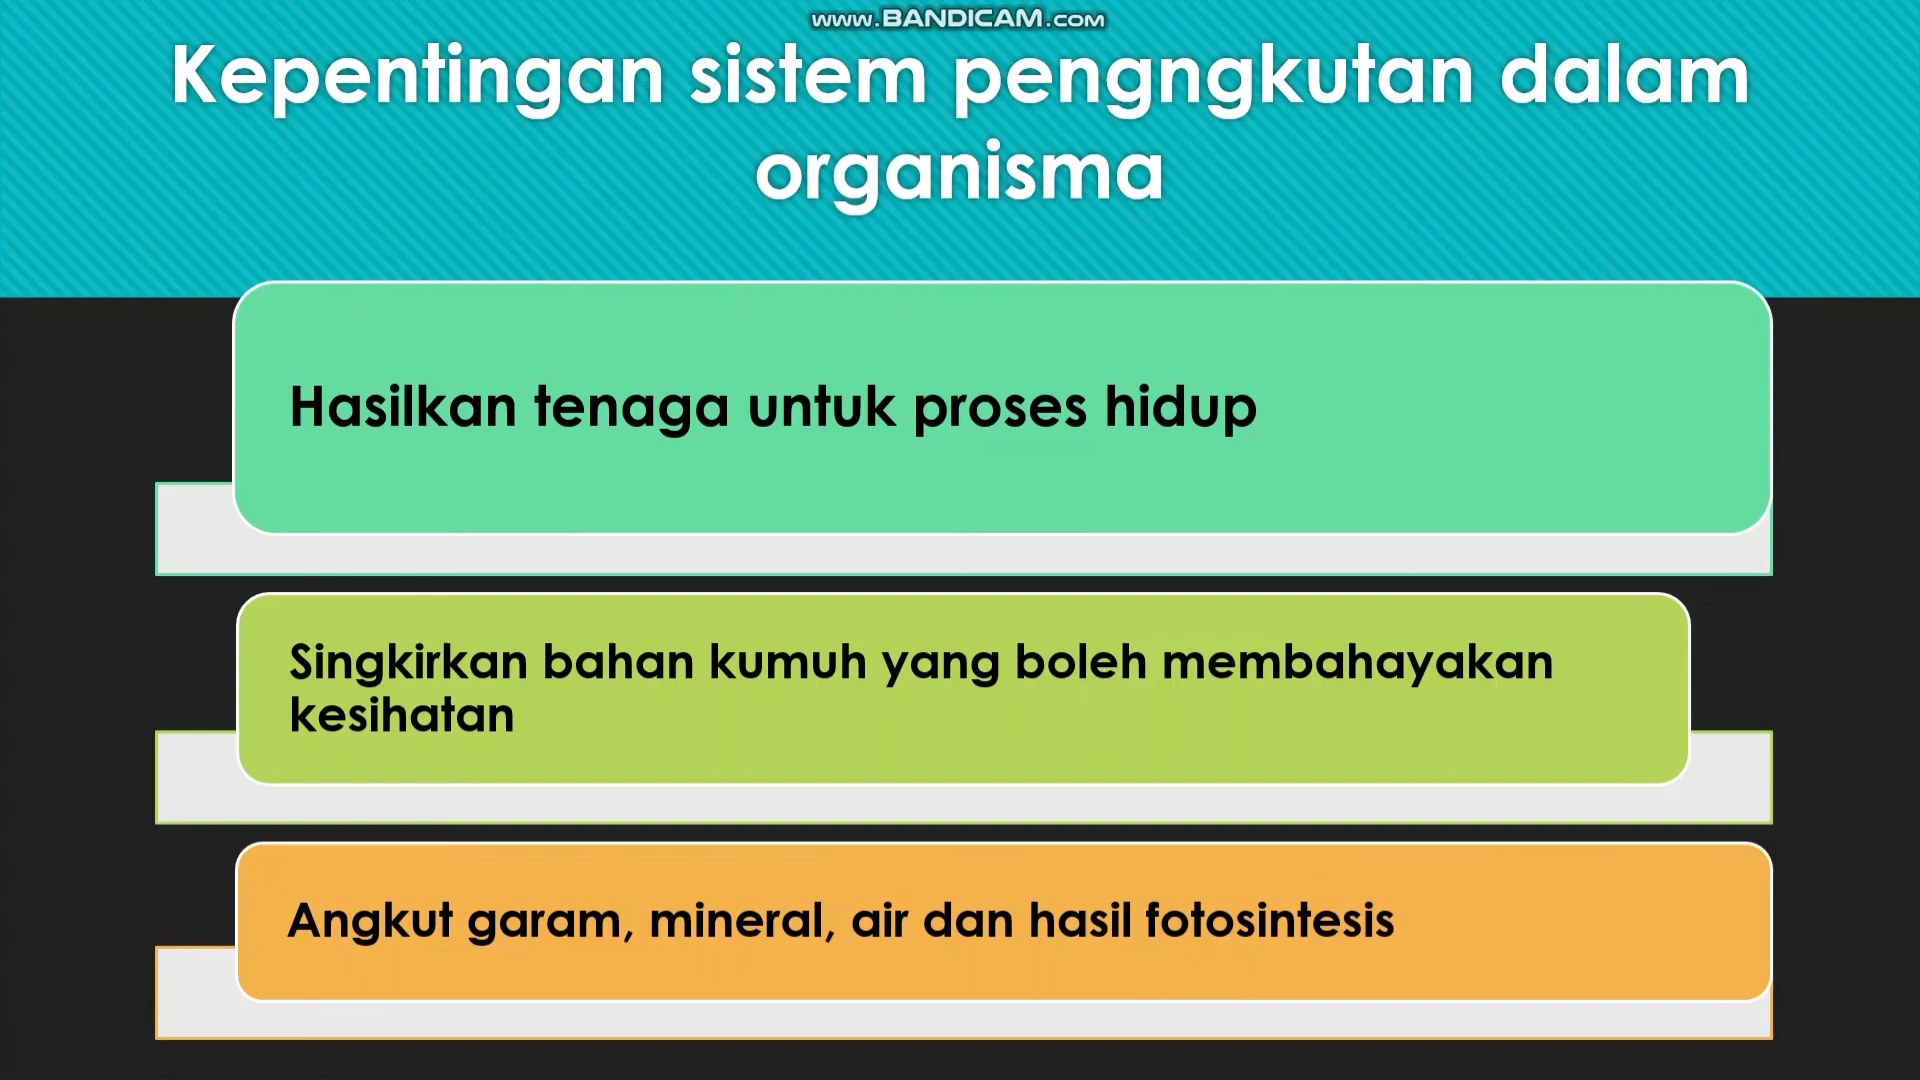 www.BANDICAM.com
Kepentingan sistem pengngkutan dalam
organisma
Hasilkan tenaga untuk proses hidup
Singkirkan bahan kumuh yang boleh membahayakan
kesihatan
Angkut garam, mineral, air dan hasil fotosintesis